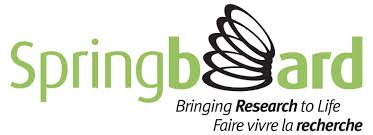 Springboard
Bringing Research to Life
Faire vivre la recherche